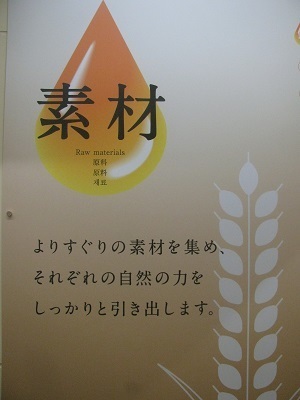 素材
Raw materials
原料
原料
재료
よりすぐりの素材を集め、
それぞれの自然の力を
しっかりと引き出します。